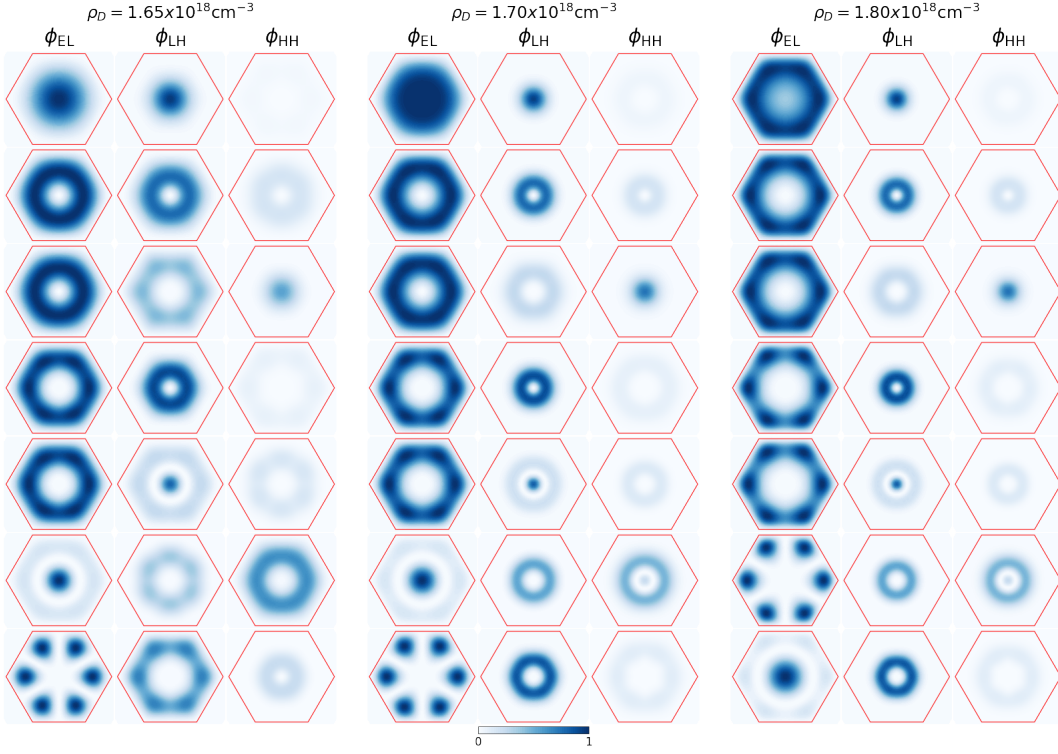 ρ_D = 1.65x10^18 cm^−3 ρ_D = 1.70x10^18 cm^−3 ρ_D = 1.80x10^18 cm^−3
ϕ_EL ϕ_LH ϕ_HH ϕ_EL ϕ_LH ϕ_HH ϕ_EL ϕ_LH ϕ_HH
0 1